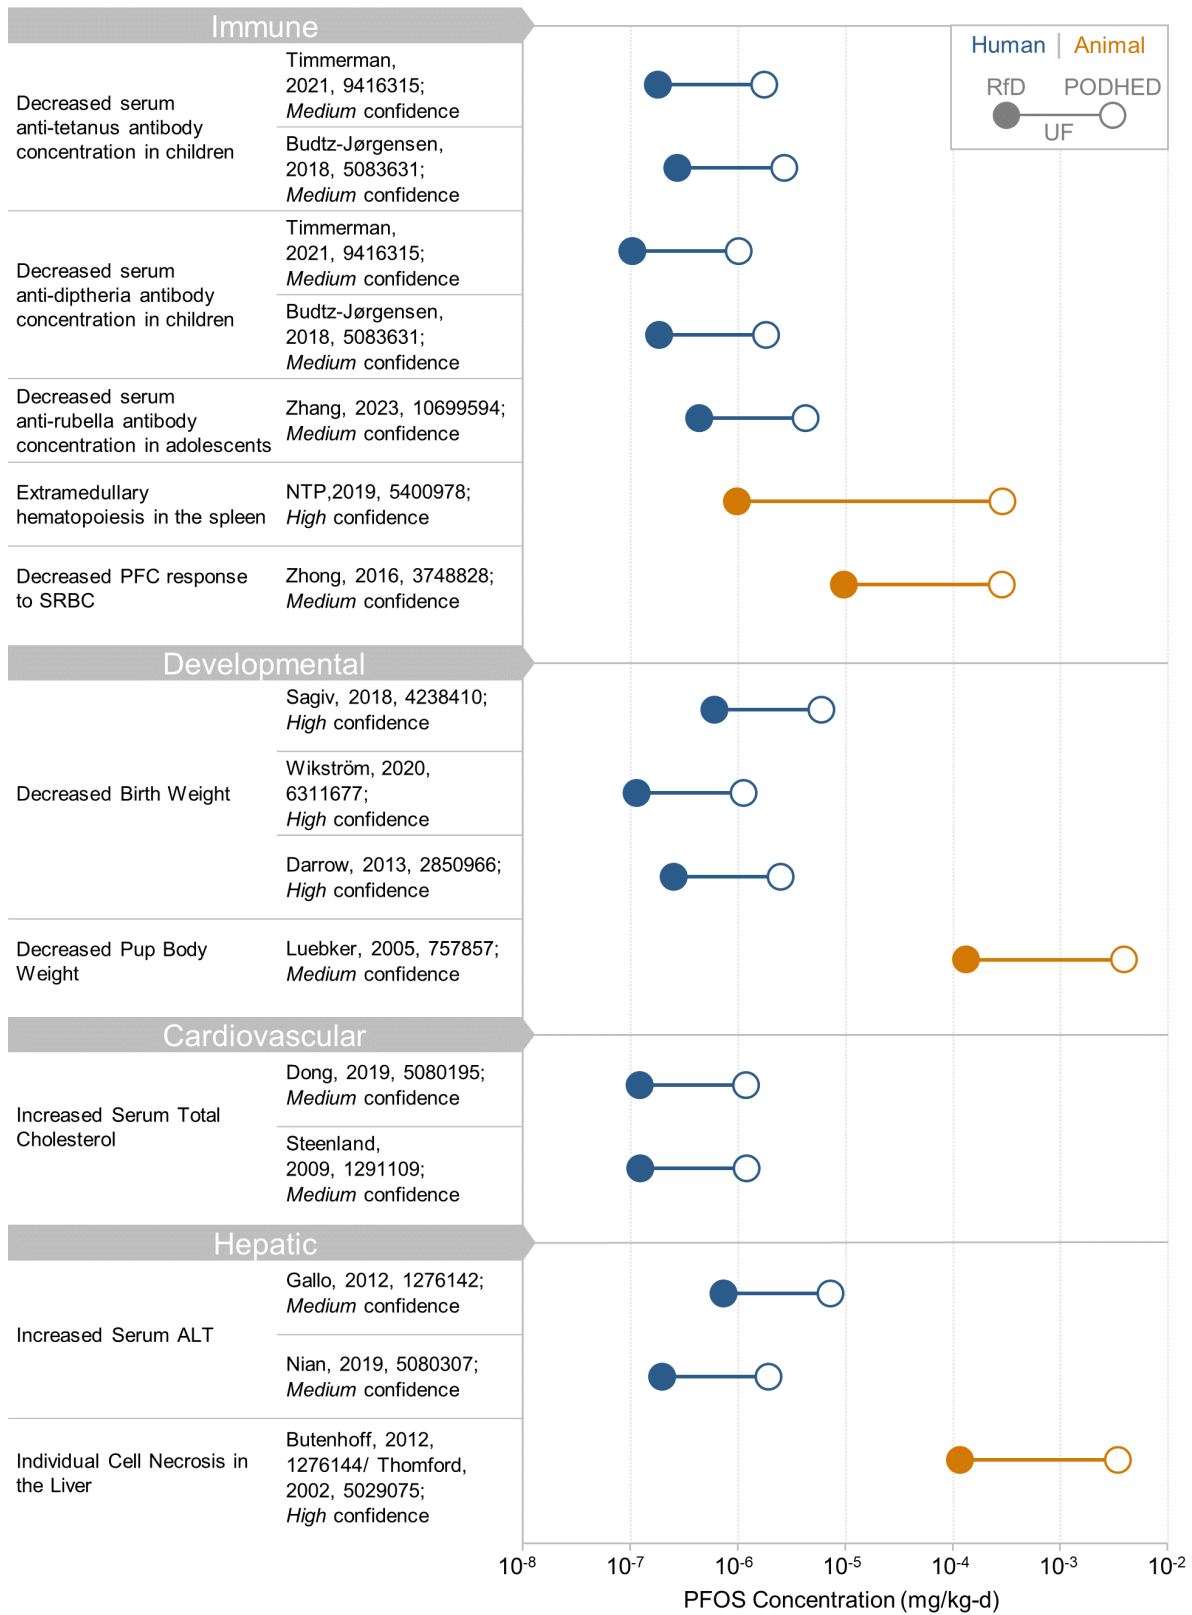 Immune
Human | Animal
RfD PODHED
UF
Decreased serum
anti-tetanus antibody
concentration in children
Timmerman,
2021, 9416315;
Medium confidence
Budtz-Jørgensen,
2018, 5083631;
Medium confidence
Decreased serum
anti-diptheria antibody
concentration in children
Timmerman,
2021, 9416315;
Medium confidence
Budtz-Jørgensen,
2018, 5083631;
Medium confidence
Decreased serum
anti-rubella antibody
concentration in adolescents
Zhang, 2023, 10699594;
Medium confidence
Extramedullary
hematopoiesis in the spleen
NTP,2019, 5400978;
High confidence
Decreased PFC response
to SRBC
Zhong, 2016, 3748828;
Medium confidence
Developmental
Decreased Birth Weight
Sagiv, 2018, 4238410;
High confidence
Wikström, 2020,
6311677;
High confidence
Darrow, 2013, 2850966;
High confidence
Decreased Pup Body
Weight
Luebker, 2005, 757857;
Medium confidence
Cardiovascular
Increased Serum Total
Cholesterol
Dong, 2019, 5080195;
Medium confidence
Steenland,
2009, 1291109;
Medium confidence
Hepatic
Increased Serum ALT
Gallo, 2012, 1276142;
Medium confidence
Nian, 2019, 5080307;
Medium confidence
Individual Cell Necrosis in
the Liver
Butenhoff, 2012,
1276144/ Thomford,
2002, 5029075;
High confidence
10-8 10-7 10-6 10-5 10-4 10-3 10-2
PFOS Concentration (mg/kg-d)